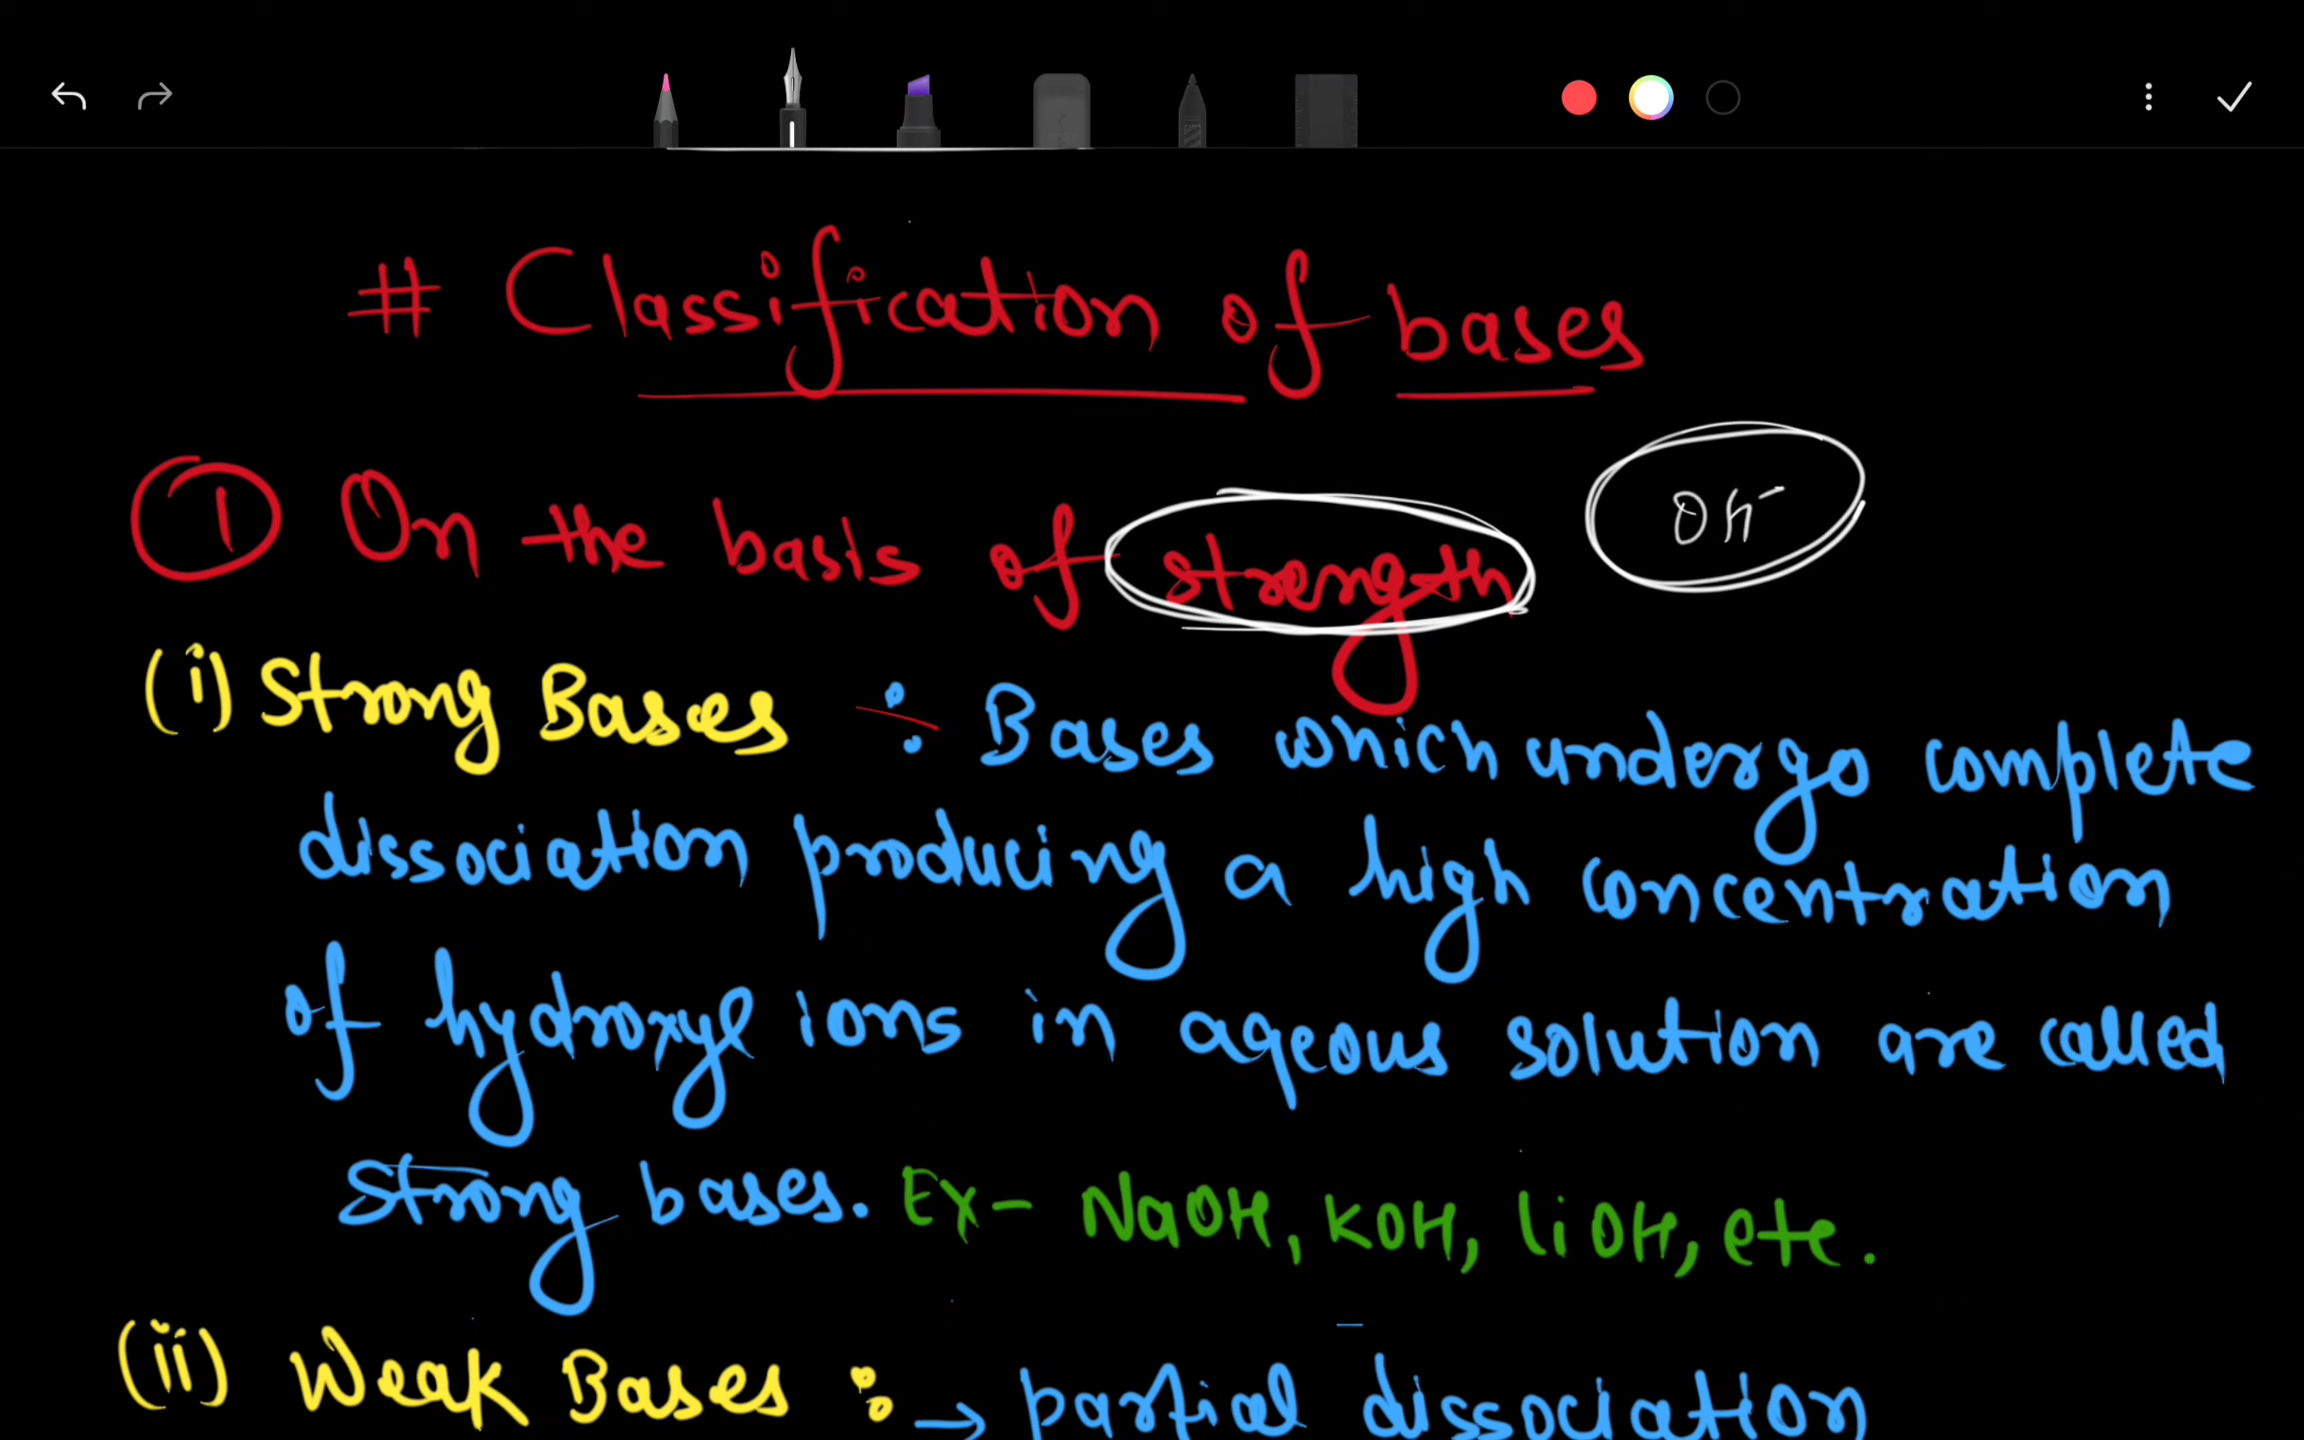 # Classification of bases
① On the basis of strength OH⁻
(i) Strong Bases : Bases which undergo complete
dissociation producing a high concentration
of hydroxyl ions in aqeous solution are called
strong bases. Ex- NaOH, KOH, LiOH, etc.
(ii) Weak Bases : → partial dissociation